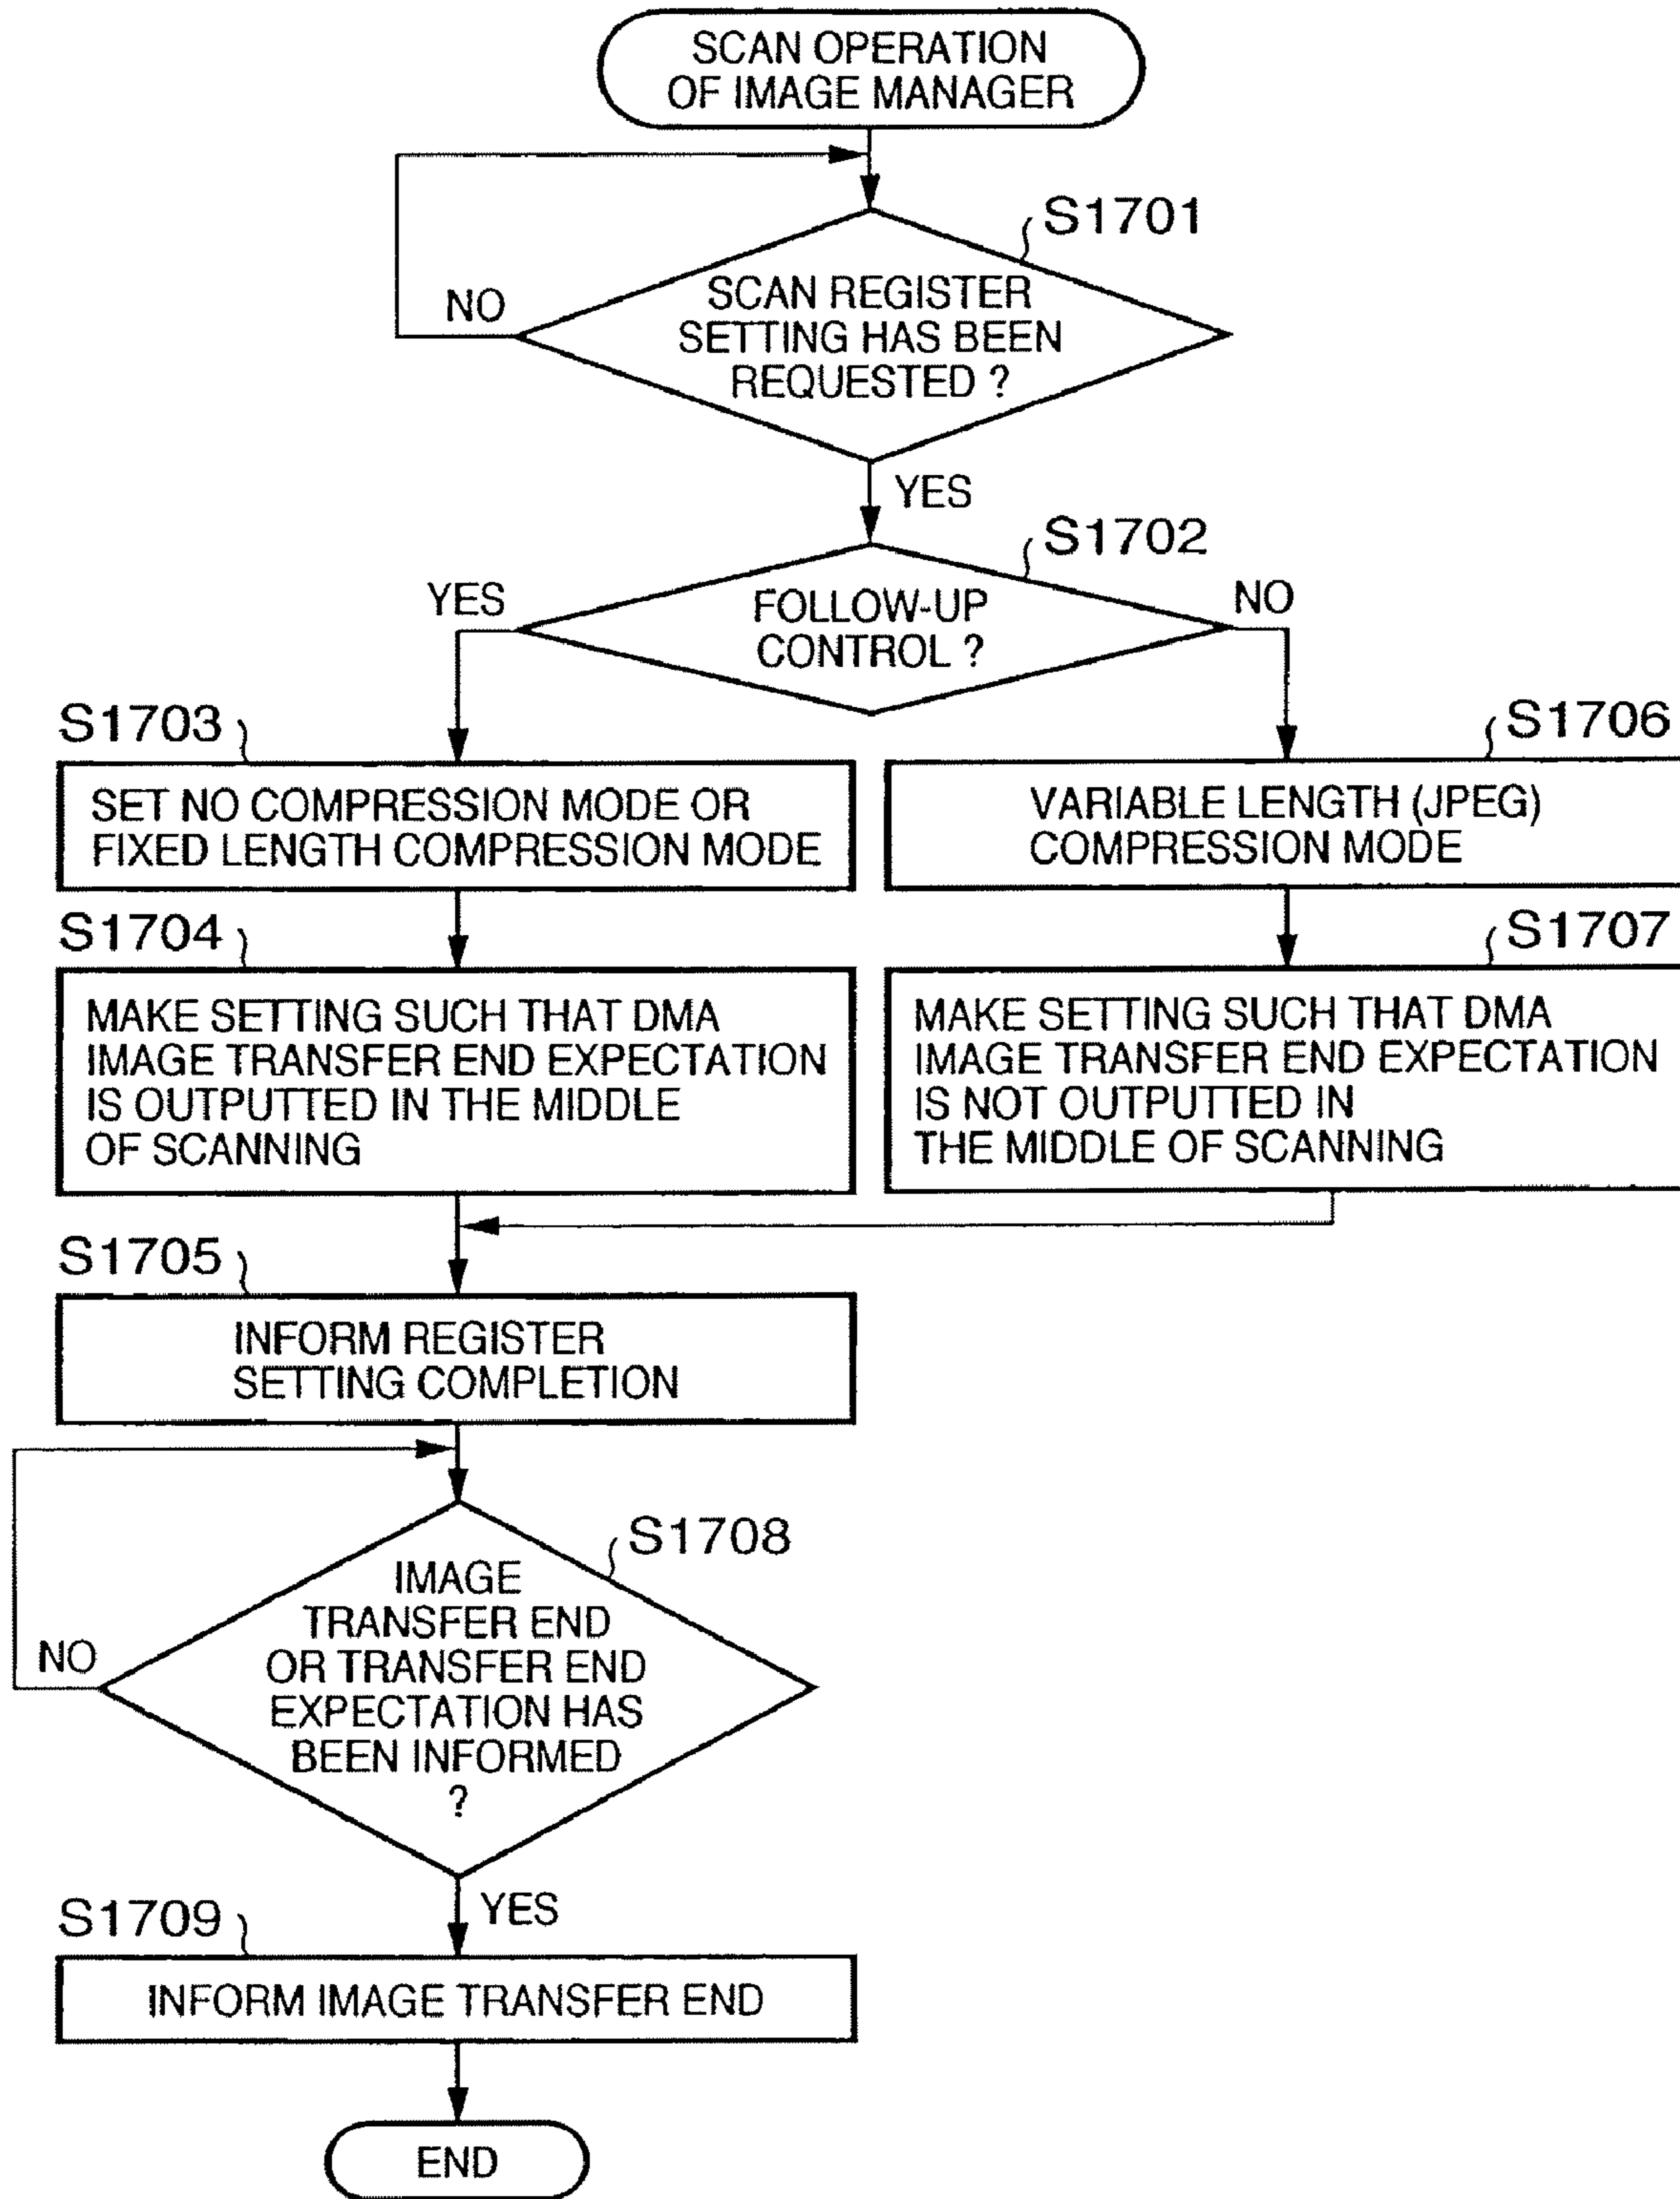 SCAN OPERATION
OF IMAGE MANAGER
S1701
SCAN REGISTER
SETTING HAS BEEN
REQUESTED ?
NO
YES
S1702
FOLLOW-UP
CONTROL ?
YES
NO
S1703
SET NO COMPRESSION MODE OR
FIXED LENGTH COMPRESSION MODE
S1706
VARIABLE LENGTH (JPEG)
COMPRESSION MODE
S1704
MAKE SETTING SUCH THAT DMA
IMAGE TRANSFER END EXPECTATION
IS OUTPUTTED IN THE MIDDLE
OF SCANNING
S1707
MAKE SETTING SUCH THAT DMA
IMAGE TRANSFER END EXPECTATION
IS NOT OUTPUTTED IN
THE MIDDLE OF SCANNING
S1705
INFORM REGISTER
SETTING COMPLETION
S1708
IMAGE
TRANSFER END
OR TRANSFER END
EXPECTATION HAS
BEEN INFORMED
?
NO
YES
S1709
INFORM IMAGE TRANSFER END
END